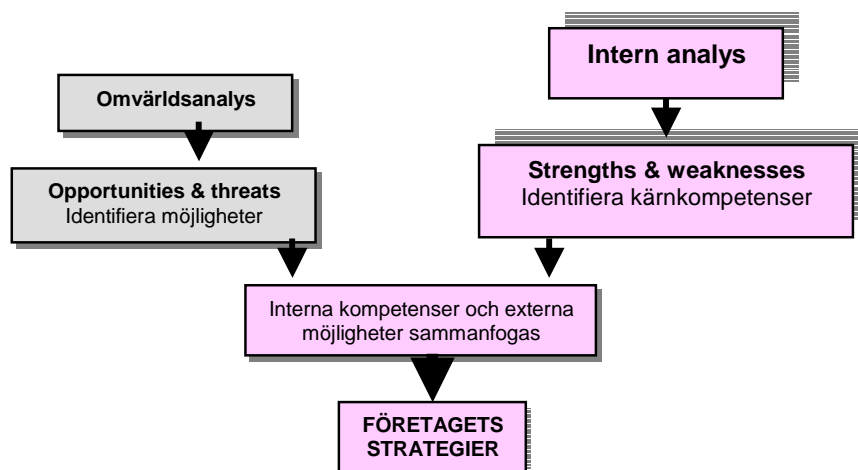 Intern analys
Omvärldsanalys
Strengths & weaknesses
Identifiera kärnkompetenser
Opportunities & threats
Identifiera möjligheter
Interna kompetenser och externa
möjligheter sammanfogas
FÖRETAGETS
STRATEGIER